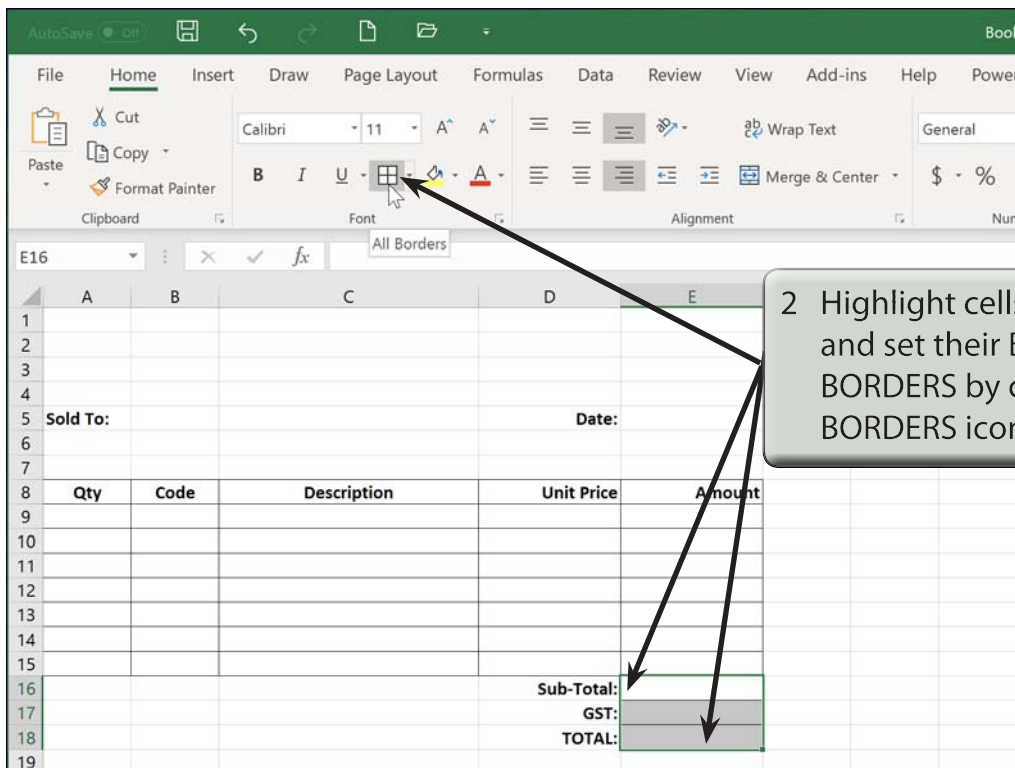 AutoSave Off Book
File Home Insert Draw Page Layout Formulas Data Review View Add-ins Help Power
Cut
Calibri 11 A^ A˅ ab Wrap Text General
Copy
Paste
Format Painter B I U A Merge & Center $ %
Clipboard Font Alignment Num
All Borders
E16 fx
A B C D E
1
2
3
4
5 Sold To: Date:
6
7
8 Qty Code Description Unit Price Amount
9
10
11
12
13
14
15
16 Sub-Total:
17 GST:
18 TOTAL:
19
2 Highlight cells
and set their
BORDERS by
BORDERS icon